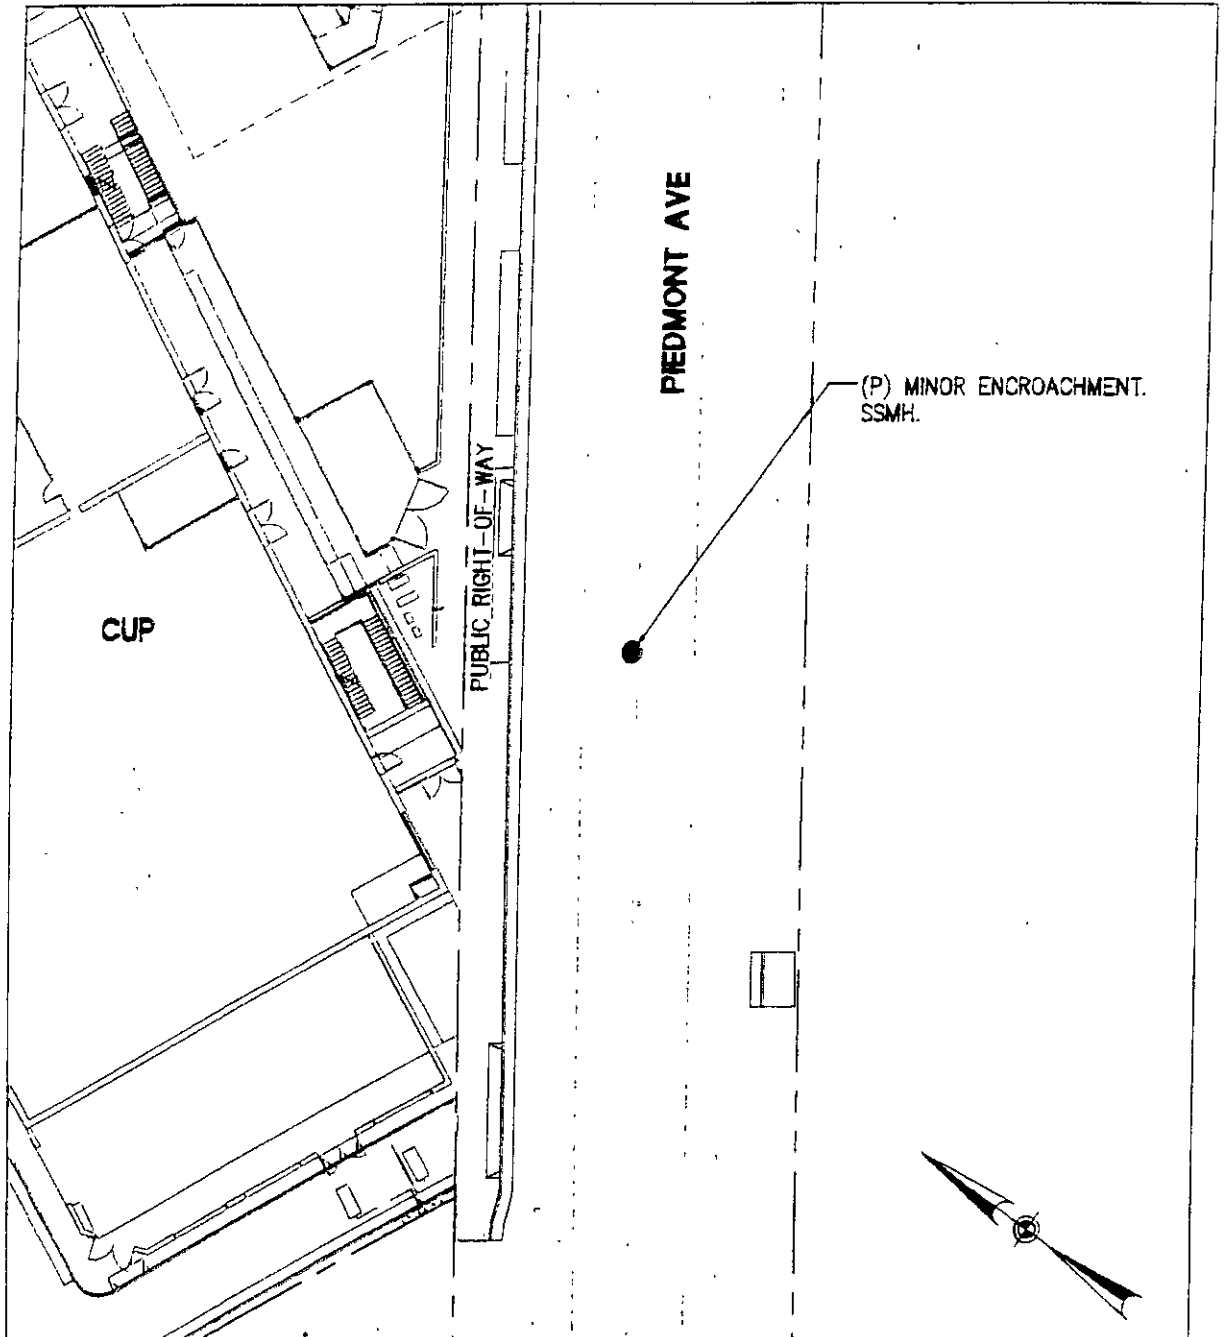 PIEDMONT AVE
(P) MINOR ENCROACHMENT.
SSMH.
PUBLIC RIGHT-OF-WAY
CUP